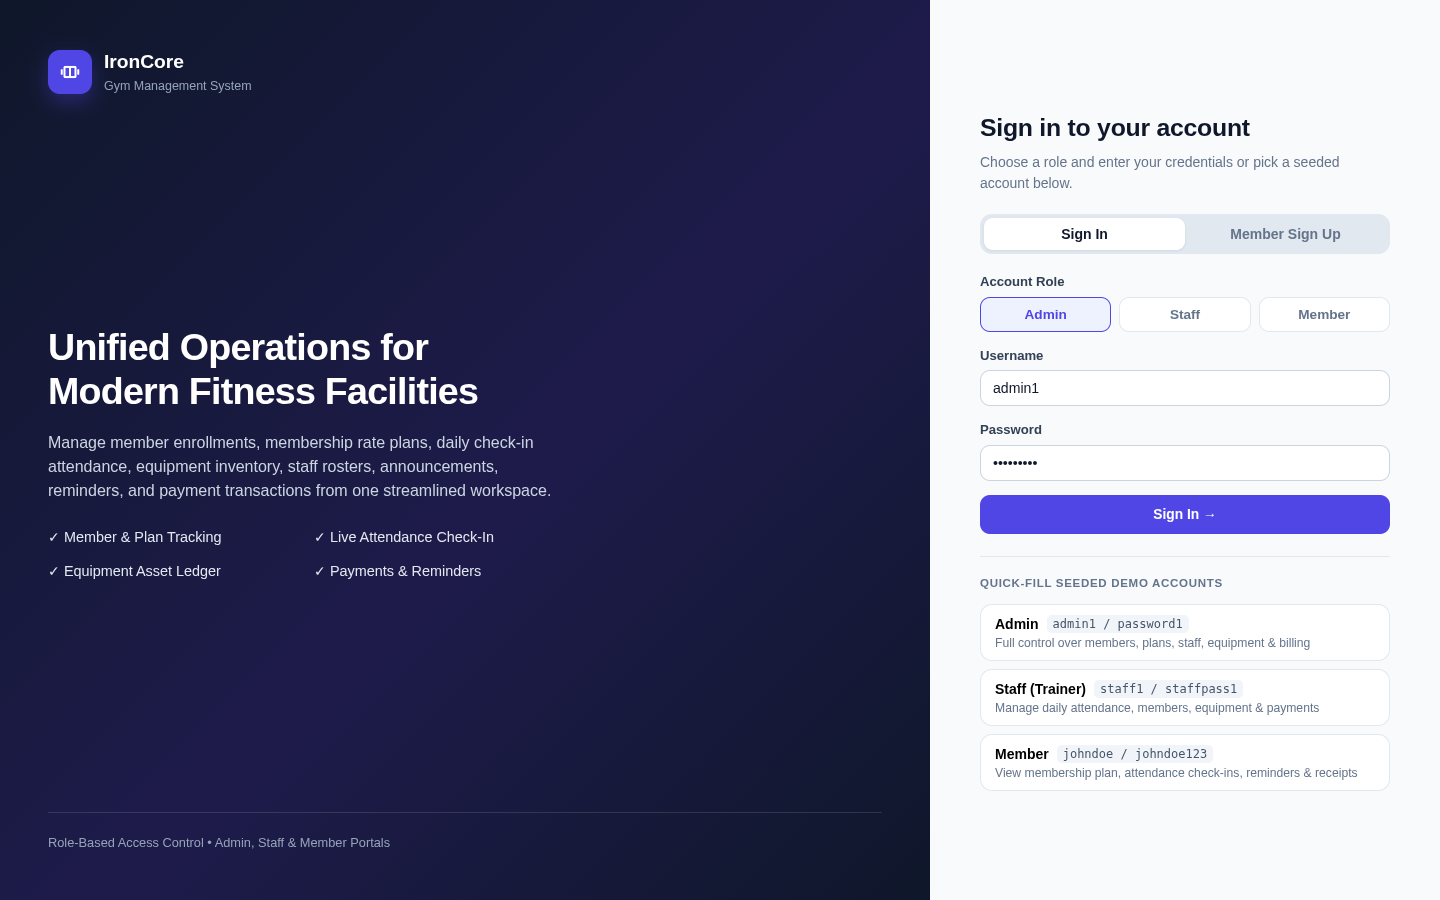 IronCore
Gym Management System
Unified Operations for
Modern Fitness Facilities
Manage member enrollments, membership rate plans, daily check-in
attendance, equipment inventory, staff rosters, announcements,
reminders, and payment transactions from one streamlined workspace.
✓ Member & Plan Tracking
✓ Live Attendance Check-In
✓ Equipment Asset Ledger
✓ Payments & Reminders
Role-Based Access Control • Admin, Staff & Member Portals
Sign in to your account
Choose a role and enter your credentials or pick a seeded
account below.
Sign In
Member Sign Up
Account Role
Admin
Staff
Member
Username
admin1
Password
•••••••••
Sign In →
QUICK-FILL SEEDED DEMO ACCOUNTS
Admin admin1 / password1
Full control over members, plans, staff, equipment & billing
Staff (Trainer) staff1 / staffpass1
Manage daily attendance, members, equipment & payments
Member johndoe / johndoe123
View membership plan, attendance check-ins, reminders & receipts